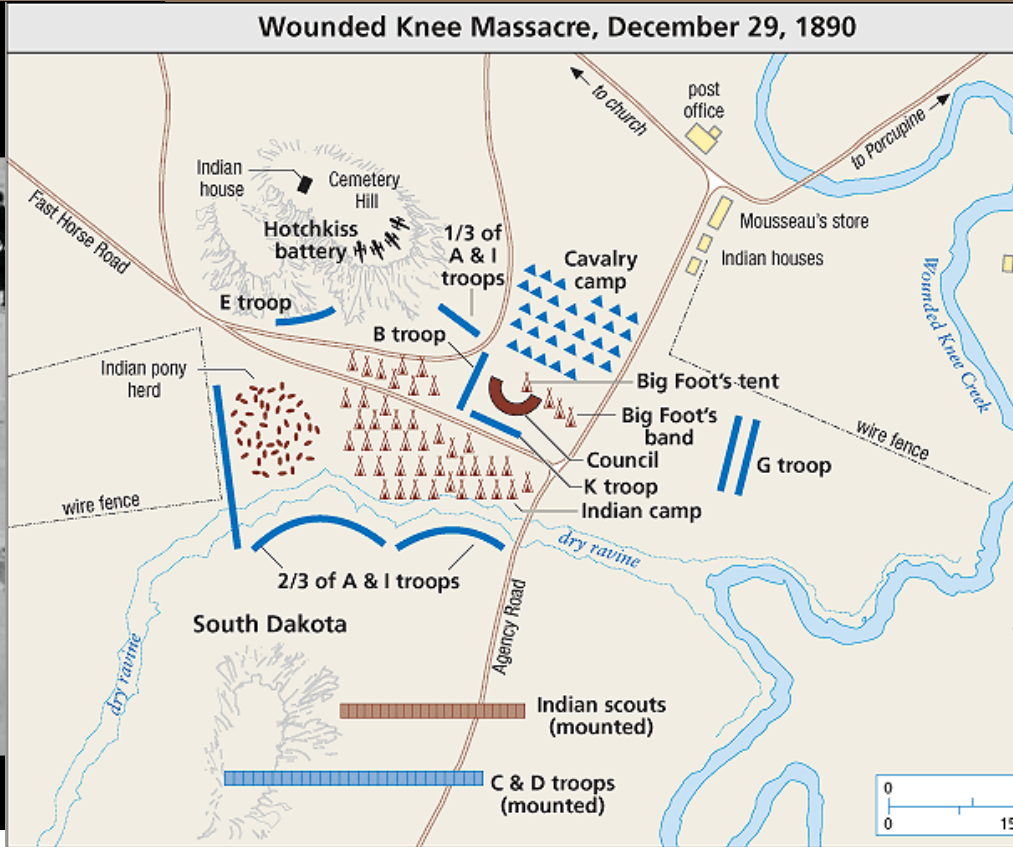 Wounded Knee Massacre, December 29, 1890
to church
post
office
to Porcupine
Indian
house
Cemetery
Hill
Fast Horse Road
Hotchkiss
battery
1/3 of
A & I
troops
Mousseau's store
Indian houses
Cavalry
camp
Wounded Knee Creek
E troop
B troop
Indian pony
herd
Big Foot's tent
Big Foot's
band
wire fence
Council
G troop
K troop
Indian camp
wire fence
dry ravine
2/3 of A & I troops
South Dakota
Agency Road
dry ravine
Indian scouts
(mounted)
C & D troops
(mounted)
0
0
15